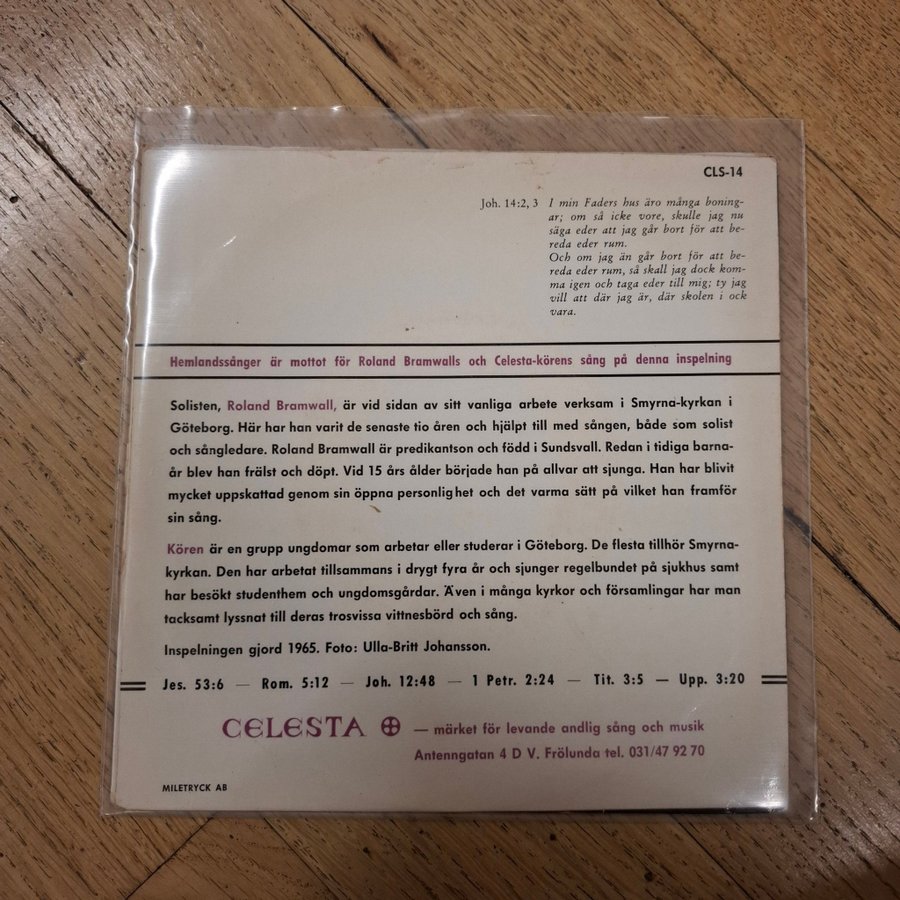 CLS-14
Joh. 14:2, 3 I min Faders hus äro många boning-
ar; om så icke vore, skulle jag nu
säga eder att jag går bort för att be-
reda eder rum.
Och om jag än går bort för att be-
reda eder rum, så skall jag dock kom-
ma igen och taga eder till mig; ty jag
vill att där jag är, där skolen i ock
vara.
Hemlandssånger är mottot för Roland Bramwalls och Celesta-körens sång på denna inspelning
Solisten, Roland Bramwall, är vid sidan av sitt vanliga arbete verksam i Smyrna-kyrkan i
Göteborg. Här har han varit de senaste tio åren och hjälpt till med sången, både som solist
och sångledare. Roland Bramwall är predikantson och född i Sundsvall. Redan i tidiga barna-
år blev han frälst och döpt. Vid 15 års ålder började han på allvar att sjunga. Han har blivit
mycket uppskattad genom sin öppna personlighet och det varma sätt på vilket han framför
sin sång.
Kören är en grupp ungdomar som arbetar eller studerar i Göteborg. De flesta tillhör Smyrna-
kyrkan. Den har arbetat tillsammans i drygt fyra år och sjunger regelbundet på sjukhus samt
har besökt studenthem och ungdomsgårdar. Även i många kyrkor och församlingar har man
tacksamt lyssnat till deras trosvissa vittnesbörd och sång.
Inspelningen gjord 1965. Foto: Ulla-Britt Johansson.
Jes. 53:6 — Rom. 5:12 — Joh. 12:48 — 1 Petr. 2:24 — Tit. 3:5 — Upp. 3:20
CELESTA — märket för levande andlig sång och musik
Antenngatan 4 D V. Frölunda tel. 031/47 92 70
MILETRYCK AB